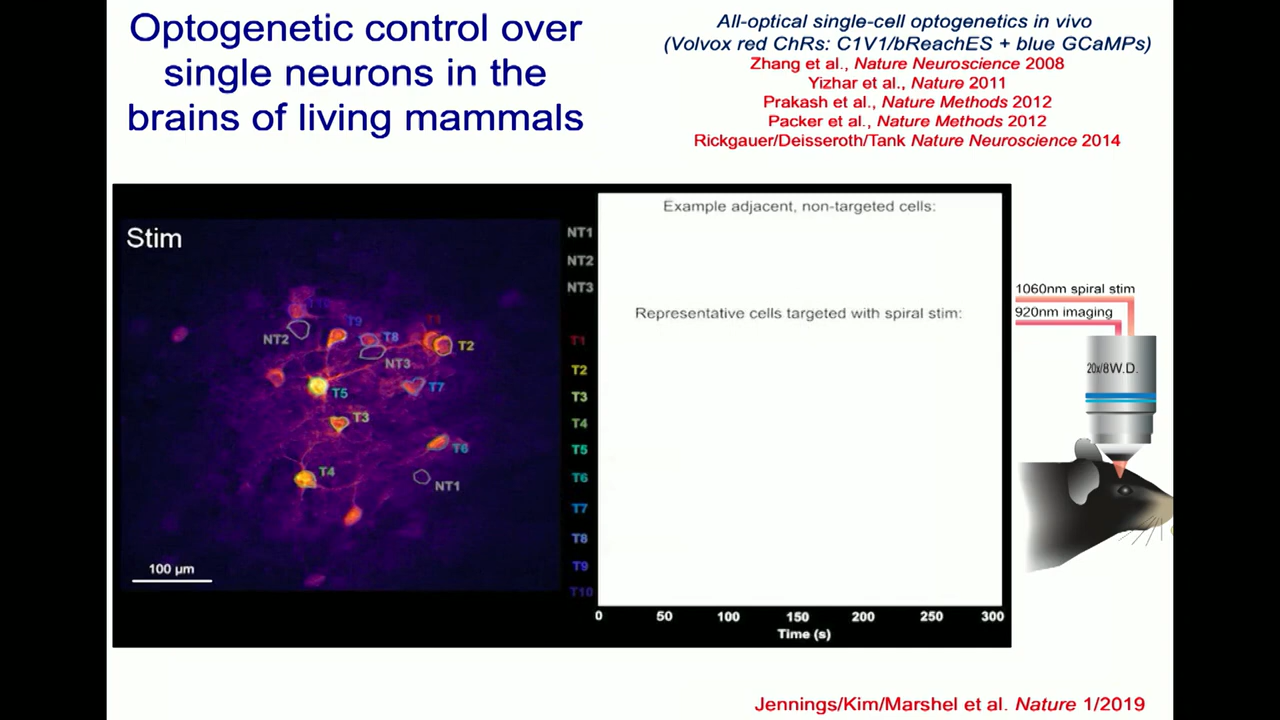 Optogenetic control over
single neurons in the
brains of living mammals
All-optical single-cell optogenetics in vivo
(Volvox red ChRs: C1V1/bReachES + blue GCaMPs)
Zhang et al., Nature Neuroscience 2008
Yizhar et al., Nature 2011
Prakash et al., Nature Methods 2012
Packer et al., Nature Methods 2012
Rickgauer/Deisseroth/Tank Nature Neuroscience 2014
Stim
T10
T9
T8
T1
T2
NT2
NT3
T7
T5
T3
T6
T4
NT1
100 µm
NT1
NT2
NT3
T1
T2
T3
T4
T5
T6
T7
T8
T9
T10
Example adjacent, non-targeted cells:
Representative cells targeted with spiral stim:
0 50 100 150 200 250 300
Time (s)
1060nm spiral stim
920nm imaging
20x/8W.D.
Jennings/Kim/Marshel et al. Nature 1/2019